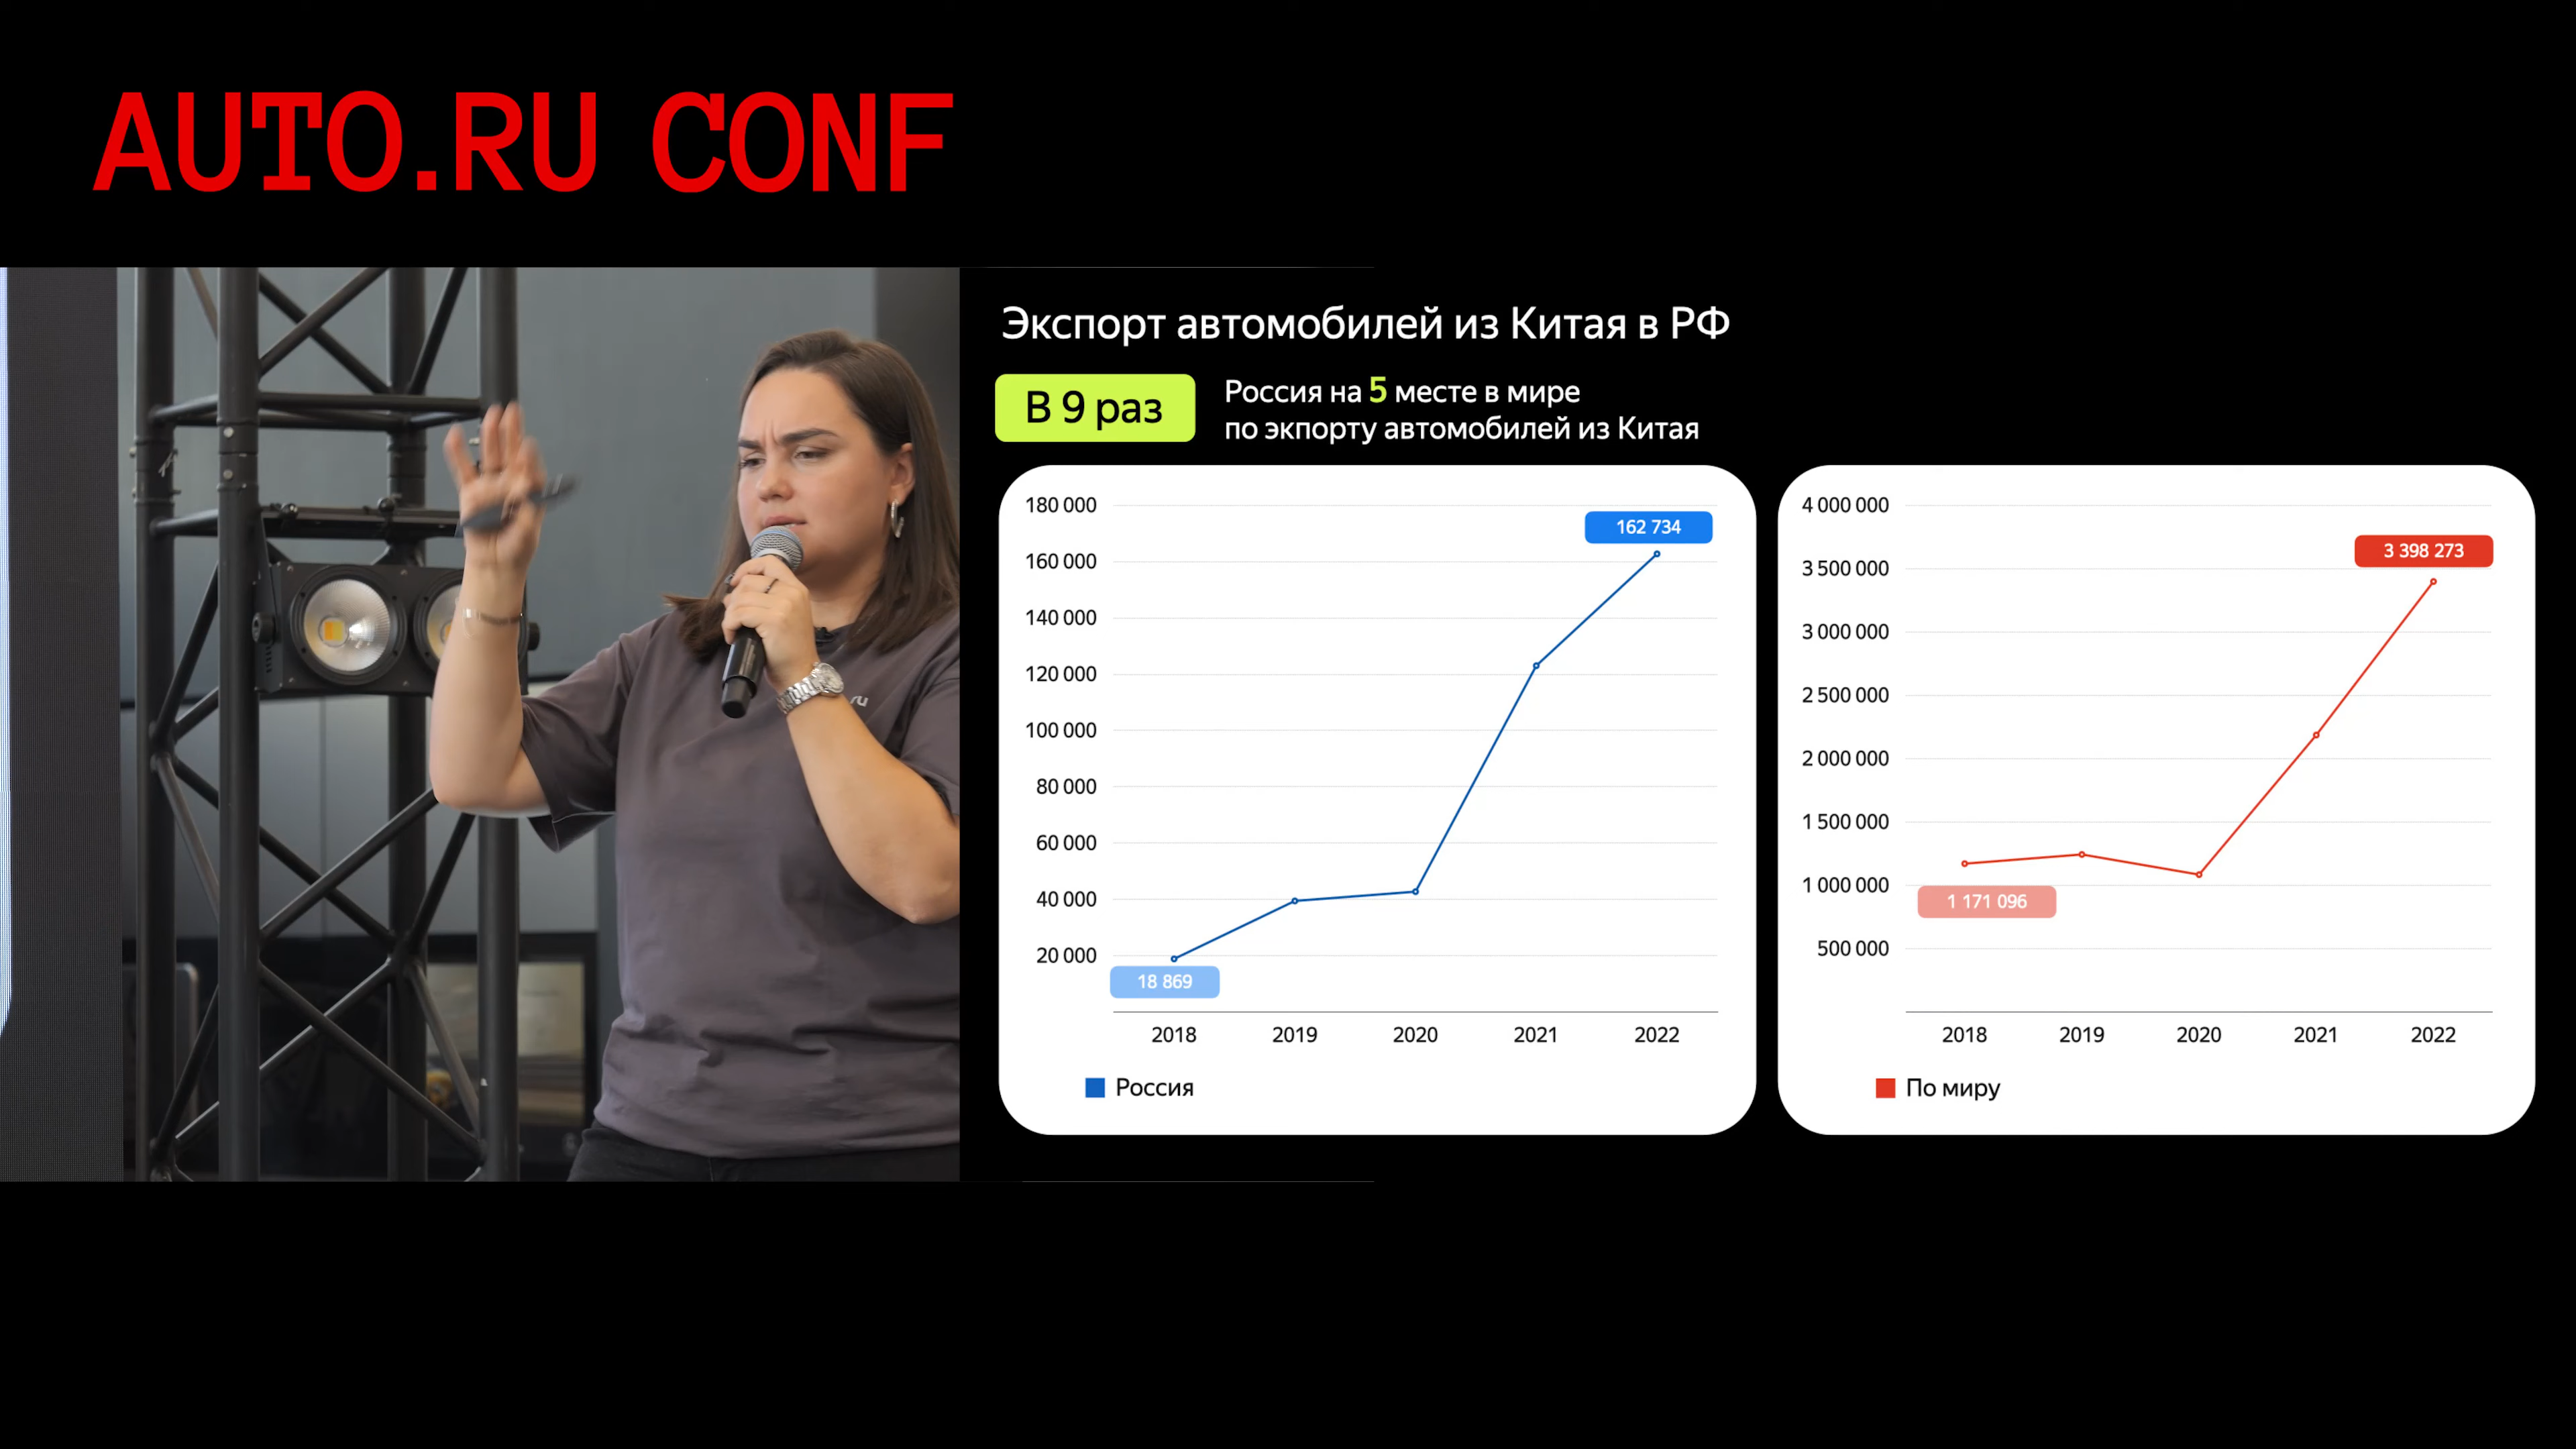 AUTO.RU CONF
Экспорт автомобилей из Китая в РФ
В 9 раз
Россия на 5 месте в мире
по экпорту автомобилей из Китая
180 000
160 000
140 000
120 000
100 000
80 000
60 000
40 000
20 000
162 734
18 869
2018 2019 2020 2021 2022
Россия
4 000 000
3 500 000
3 000 000
2 500 000
2 000 000
1 500 000
1 000 000
500 000
3 398 273
1 171 096
2018 2019 2020 2021 2022
По миру
ru